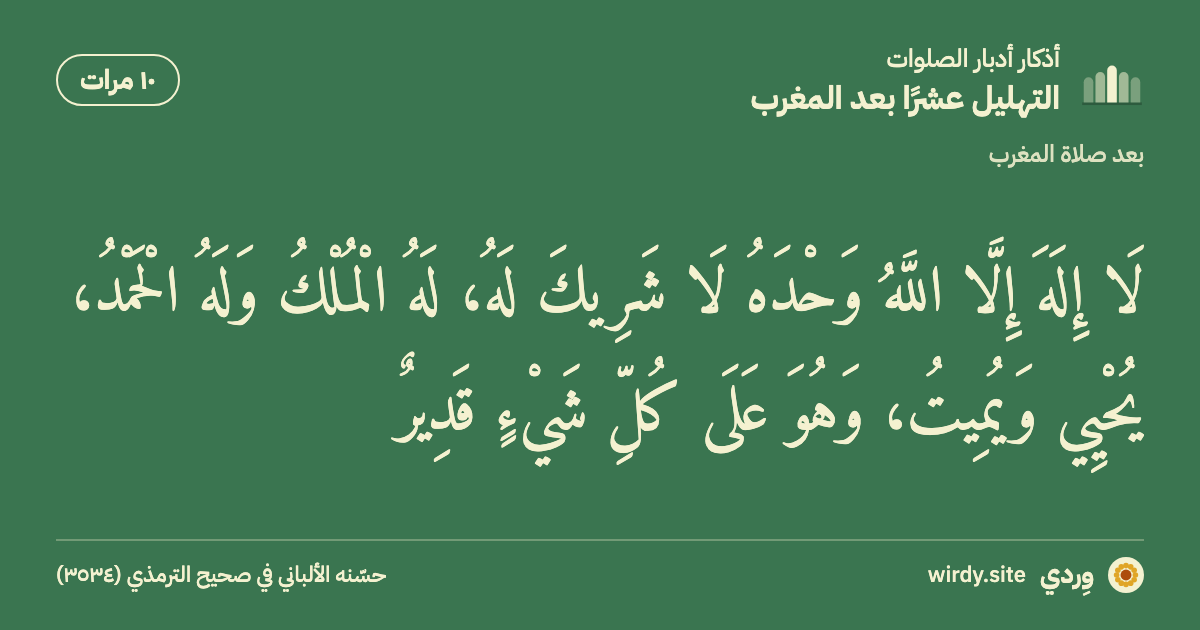 أذكار أدبار الصلوات
التهليل عشرًا بعد المغرب
١٠ مرات
بعد صلاة المغرب
لَا إِلَهَ إِلَّا اللَّهُ وَحْدَهُ لَا شَرِيكَ لَهُ، لَهُ الْمُلْكُ وَلَهُ الْحَمْدُ،
يُحْيِي وَيُمِيتُ، وَهُوَ عَلَى كُلِّ شَيْءٍ قَدِيرٌ
وِردي wirdy.site
حسّنه الألباني في صحيح الترمذي (٣٥٣٤)